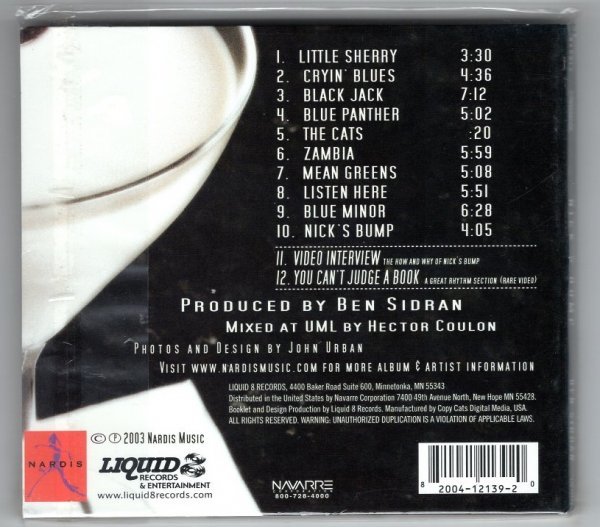 1. LITTLE SHERRY 3:30
2. CRYIN' BLUES 4:36
3. BLACK JACK 7:12
4. BLUE PANTHER 5:02
5. THE CATS :20
6. ZAMBIA 5:59
7. MEAN GREENS 5:08
8. LISTEN HERE 5:51
9. BLUE MINOR 6:28
10. NICK'S BUMP 4:05
11. VIDEO INTERVIEW THE HOW AND WHY OF NICK'S BUMP
12. YOU CAN'T JUDGE A BOOK A GREAT RHYTHM SECTION (RARE VIDEO)
PRODUCED BY BEN SIDRAN
MIXED AT UML BY HECTOR COULON
PHOTOS AND DESIGN BY JOHN URBAN
VISIT WWW.NARDISMUSIC.COM FOR MORE ALBUM & ARTIST INFORMATION
LIQUID 8 RECORDS, 4400 Baker Road Suite 600, Minnetonka, MN 55343
Distributed in the United States by Navarre Corporation 7400 49th Avenue North, New Hope MN 55428.
Booklet and Design Production by Liquid 8 Records. Manufactured by Copy Cats Digital Media, USA.
ALL RIGHTS RESERVED. WARNING: UNAUTHORIZED DUPLICATION IS A VIOLATION OF APPLICABLE LAWS.
© ℗ 2003 NARDIS MUSIC
NARDIS
LIQUID 8
RECORDS
& ENTERTAINMENT
www.liquid8records.com
NAVARRE
CORPORATION
800-728-4000
8 2004-12139-2 0